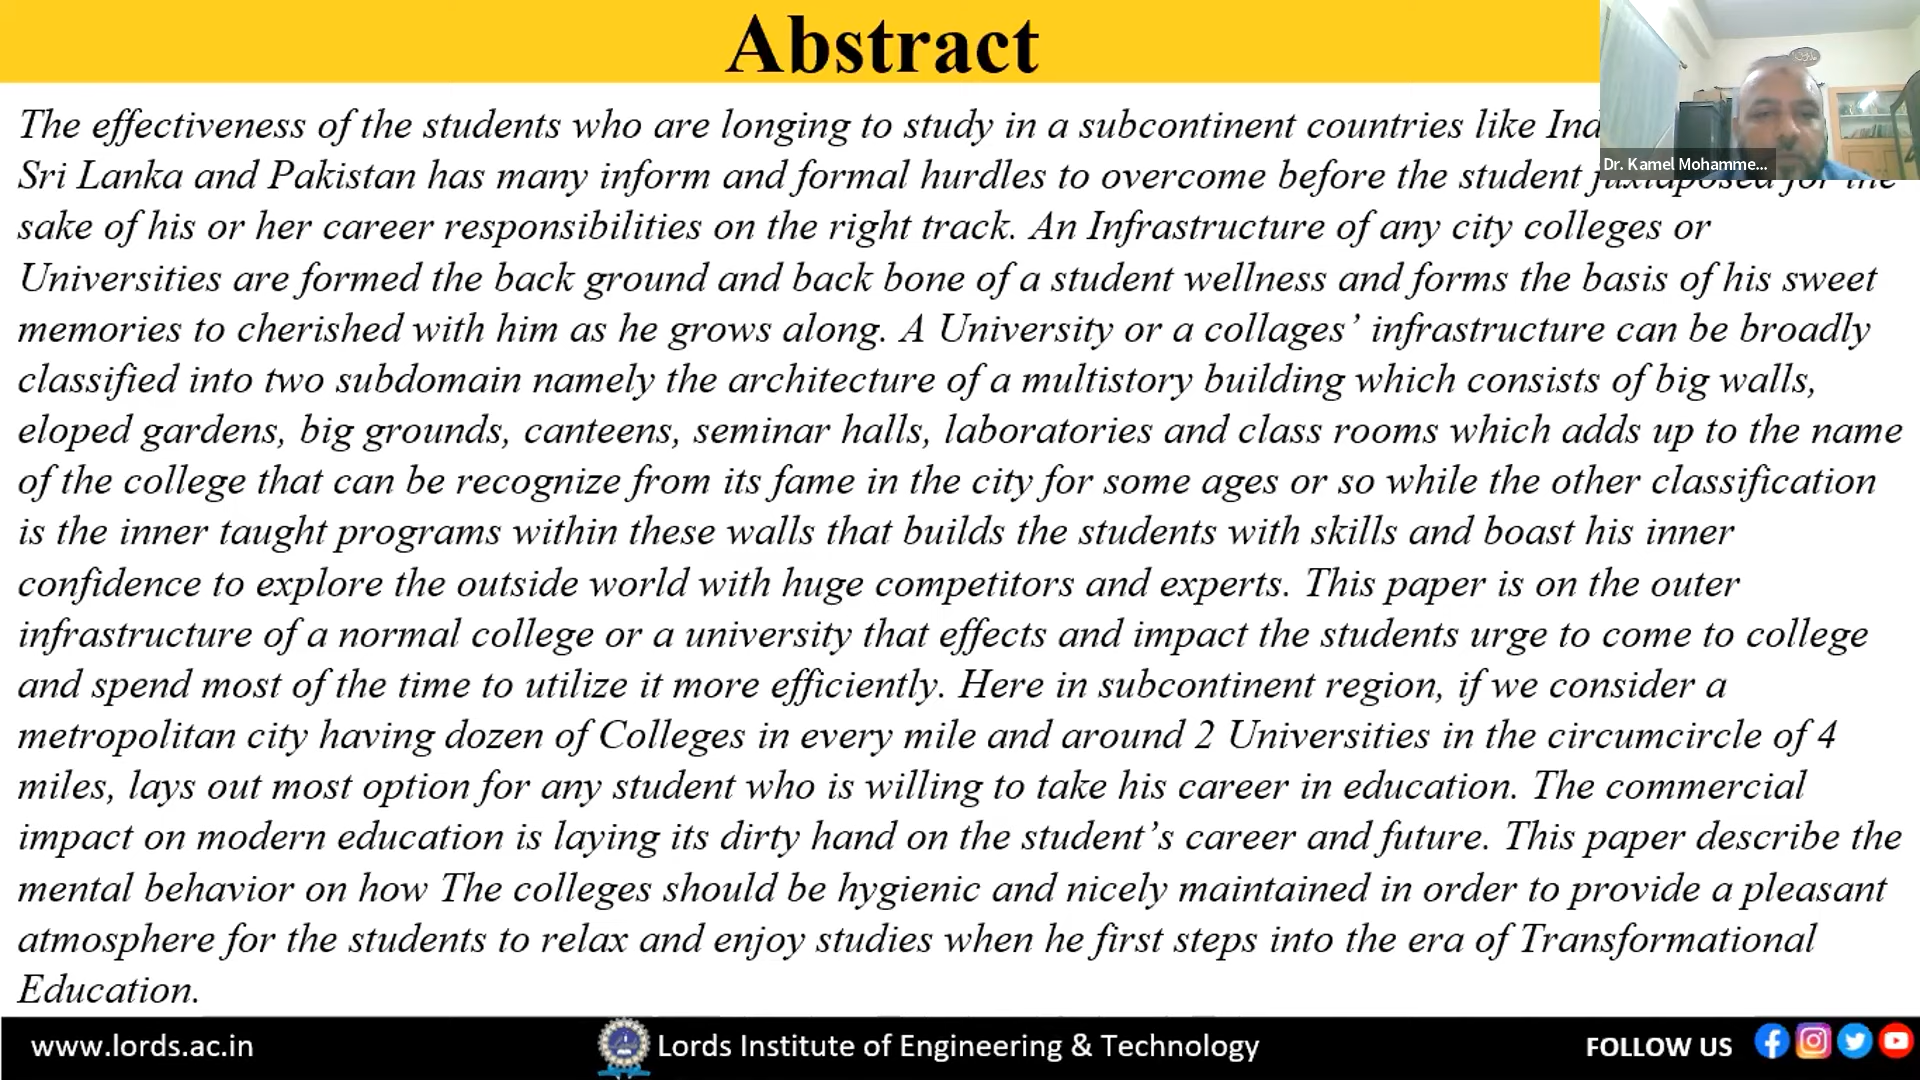 Abstract
The effectiveness of the students who are longing to study in a subcontinent countries like
Sri Lanka and Pakistan has many inform and formal hurdles to overcome before the student juxtaposed for the
sake of his or her career responsibilities on the right track. An Infrastructure of any city colleges or
Universities are formed the back ground and back bone of a student wellness and forms the basis of his sweet
memories to cherished with him as he grows along. A University or a collages’ infrastructure can be broadly
classified into two subdomain namely the architecture of a multistory building which consists of big walls,
eloped gardens, big grounds, canteens, seminar halls, laboratories and class rooms which adds up to the name
of the college that can be recognize from its fame in the city for some ages or so while the other classification
is the inner taught programs within these walls that builds the students with skills and boast his inner
confidence to explore the outside world with huge competitors and experts. This paper is on the outer
infrastructure of a normal college or a university that effects and impact the students urge to come to college
and spend most of the time to utilize it more efficiently. Here in subcontinent region, if we consider a
metropolitan city having dozen of Colleges in every mile and around 2 Universities in the circumcircle of 4
miles, lays out most option for any student who is willing to take his career in education. The commercial
impact on modern education is laying its dirty hand on the student’s career and future. This paper describe the
mental behavior on how The colleges should be hygienic and nicely maintained in order to provide a pleasant
atmosphere for the students to relax and enjoy studies when he first steps into the era of Transformational
Education.
Dr. Kamel Mohamme...
www.lords.ac.in
Lords Institute of Engineering & Technology
FOLLOW US